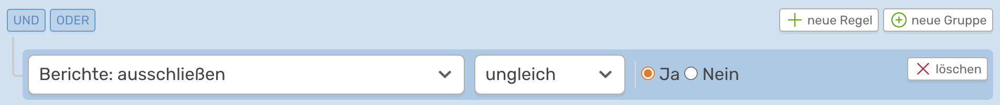 UND ODER neue Regel neue Gruppe
Berichte: ausschließen ungleich Ja Nein löschen